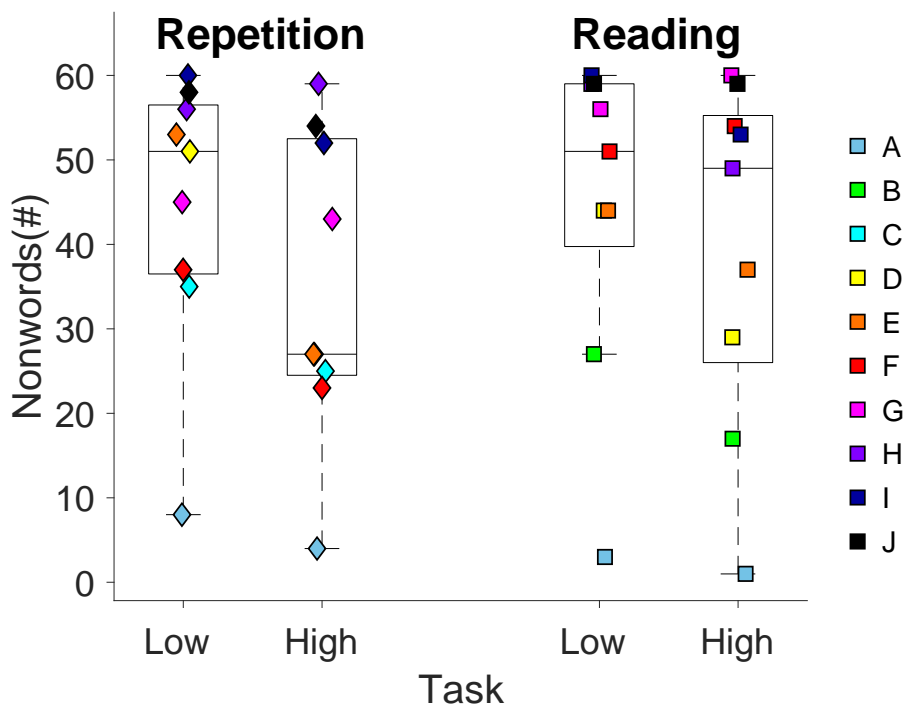 Repetition Reading
60
50
40
30
20
10
0
Nonwords(#)
Low High Low High
Task
A
B
C
D
E
F
G
H
I
J